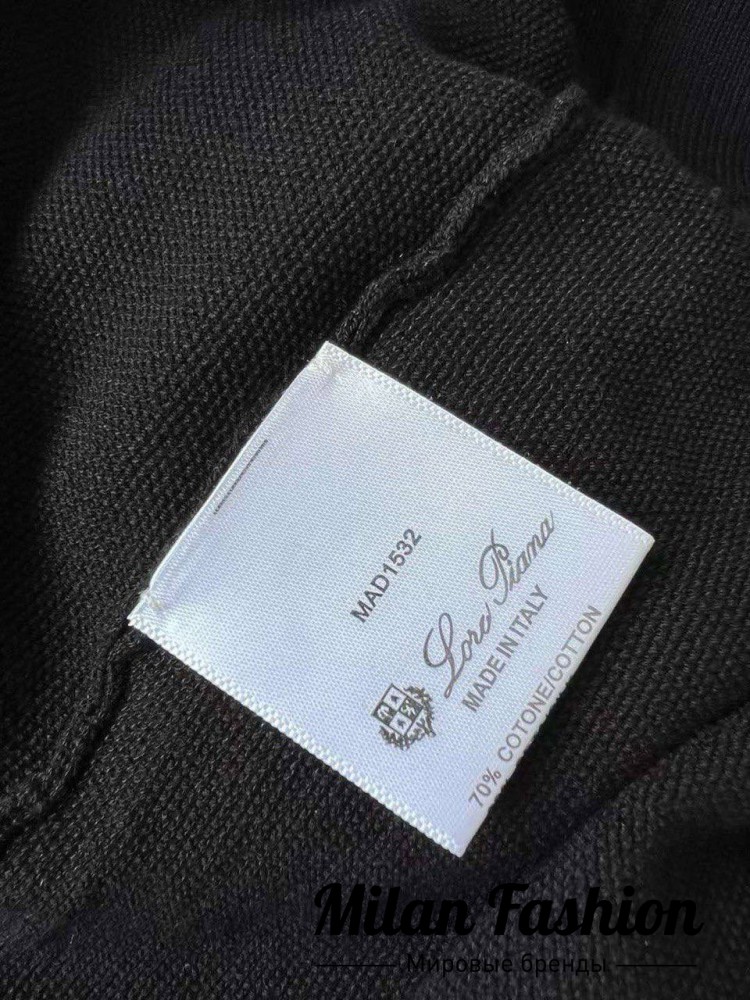 MAD1532
Loro Piana
MADE IN ITALY
70% COTONE/COTTON
Milan Fashion
Мировые бренды